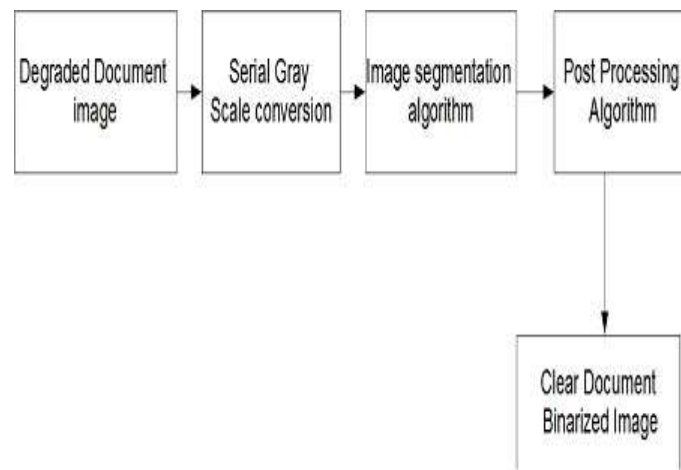 Degraded Document
image
Serial Gray
Scale conversion
Image segmentation
algorithm
Post Processing
Algorithm
Clear Document
Binarized Image